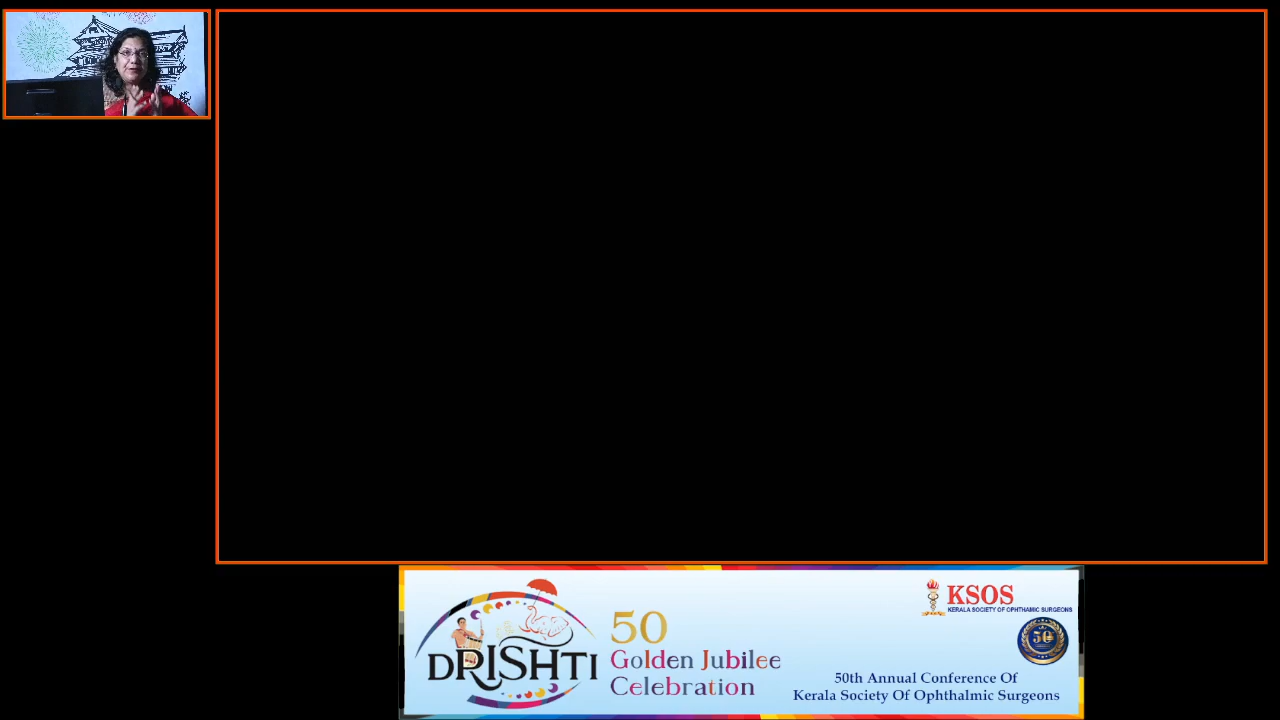 DRISHTI
50
Golden Jubilee
Celebration
KSOS
KERALA SOCIETY OF OPHTHAMIC SURGEONS
50
50th Annual Conference Of
Kerala Society Of Ophthalmic Surgeons